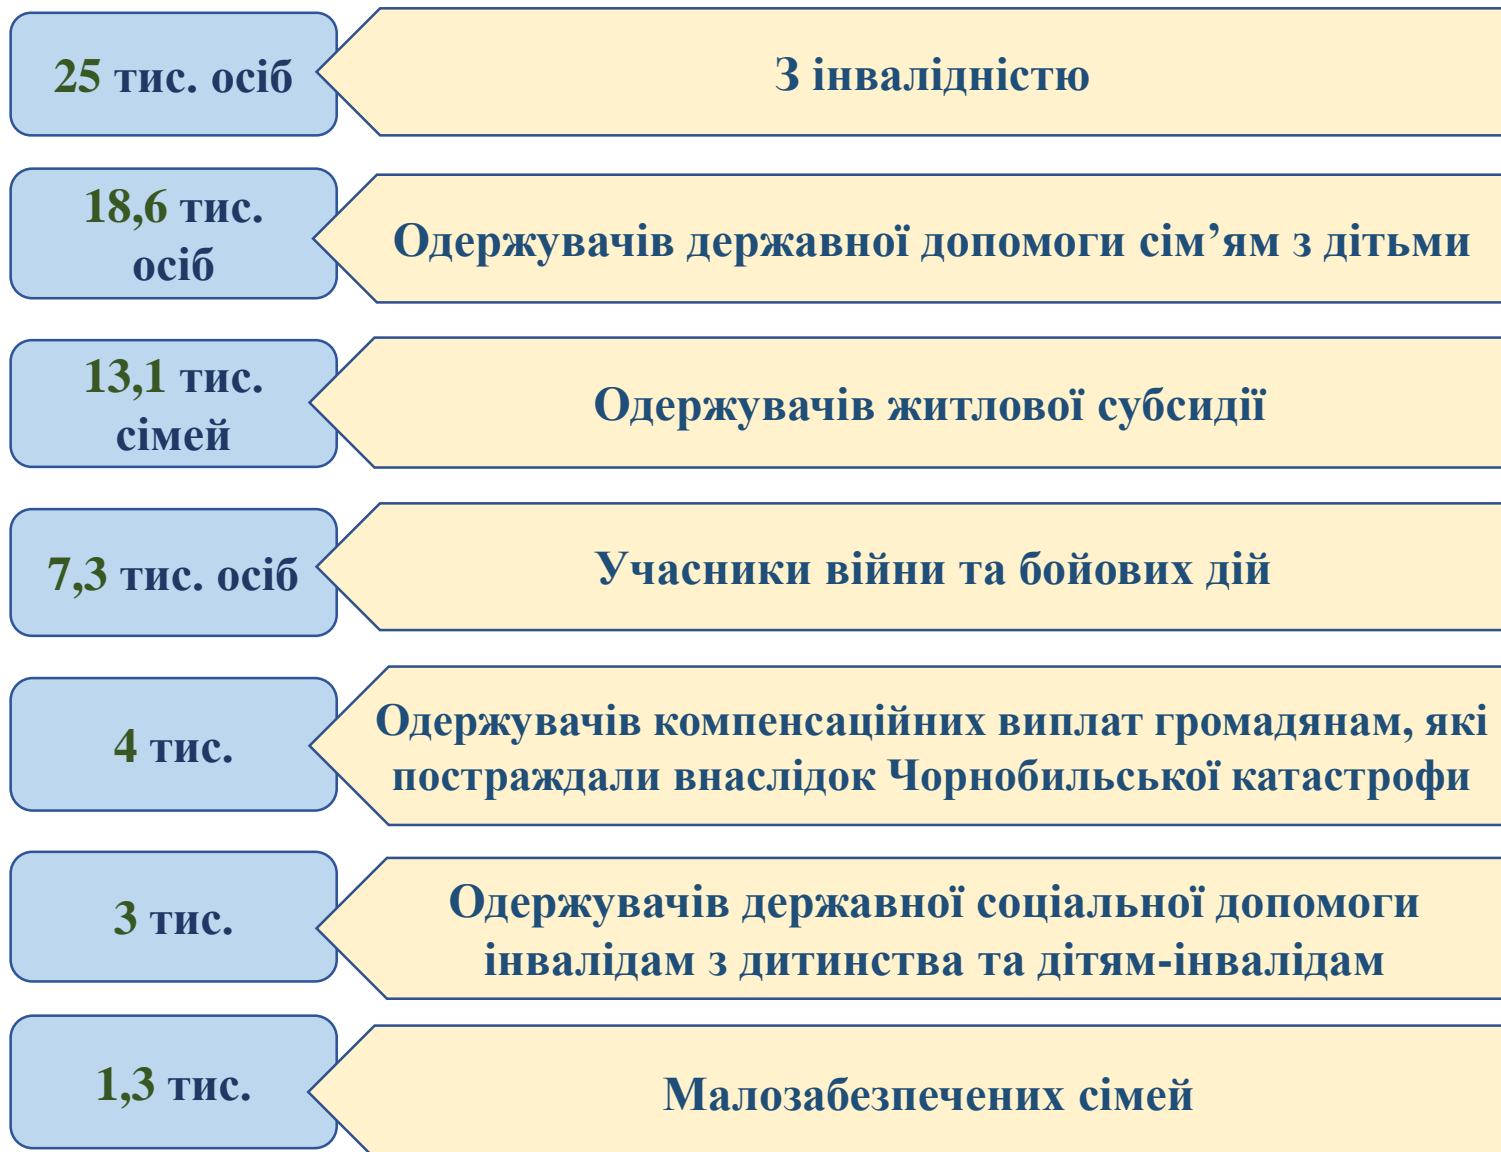 25 тис. осіб
З інвалідністю
18,6 тис.
осіб
Одержувачів державної допомоги сім’ям з дітьми
13,1 тис.
сімей
Одержувачів житлової субсидії
7,3 тис. осіб
Учасники війни та бойових дій
4 тис.
Одержувачів компенсаційних виплат громадянам, які
постраждали внаслідок Чорнобильської катастрофи
3 тис.
Одержувачів державної соціальної допомоги
інвалідам з дитинства та дітям-інвалідам
1,3 тис.
Малозабезпечених сімей